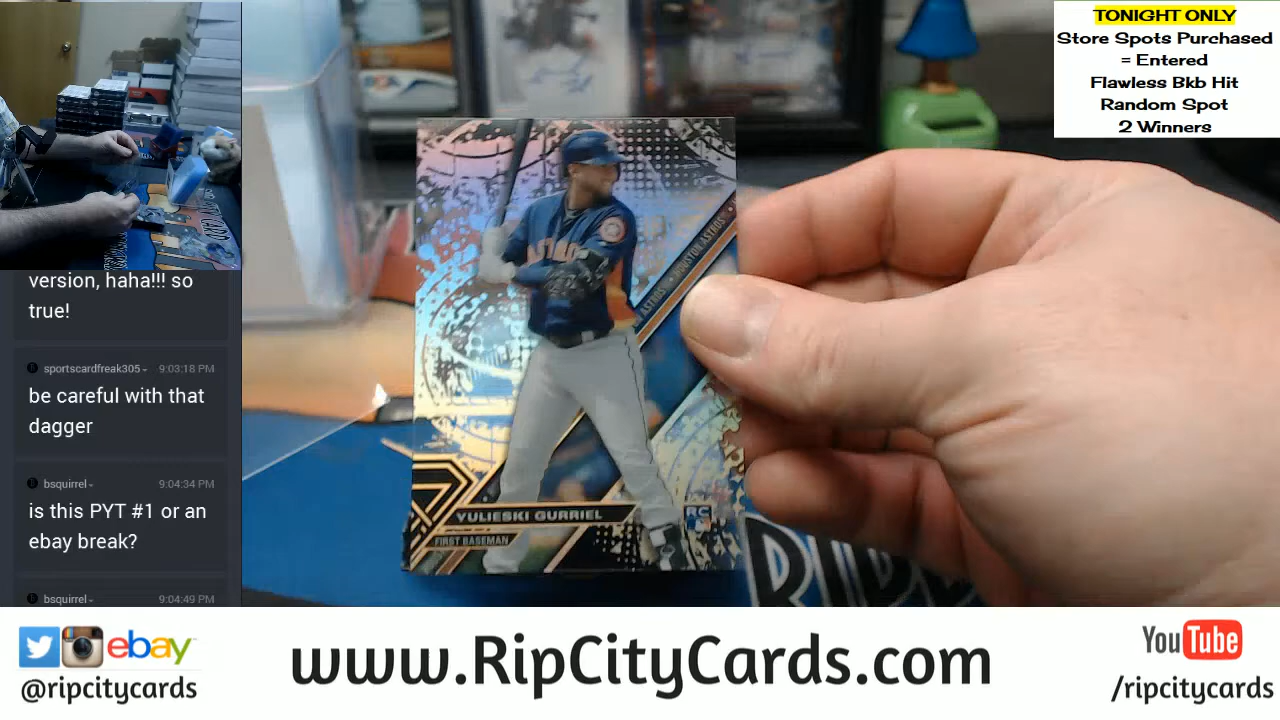 TONIGHT ONLY
Store Spots Purchased
= Entered
Flawless Bkb Hit
Random Spot
2 Winners
version, haha!!! so
true!
sportscardfreak305 9:03:18 PM
be careful with that
dagger
bsquirrel 9:04:34 PM
is this PYT #1 or an
ebay break?
bsquirrel 9:04:49 PM
HOUSTON ASTROS
ASTROS
YULIESKI GURRIEL
FIRST BASEMAN
RC
ebay
@ripcitycards
www.RipCityCards.com
YouTube
/ripcitycards